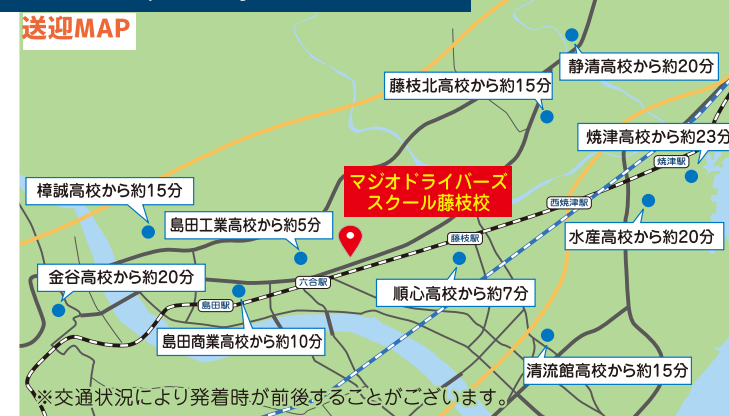 送迎MAP
静清高校から約20分
藤枝北高校から約15分
焼津高校から約23分
焼津駅
マジオドライバーズ
スクール藤枝校
樟誠高校から約15分
西焼津駅
島田工業高校から約5分
藤枝駅
水産高校から約20分
金谷高校から約20分
六合駅
順心高校から約7分
島田駅
島田商業高校から約10分
清流館高校から約15分
※交通状況により発着時が前後することがございます。